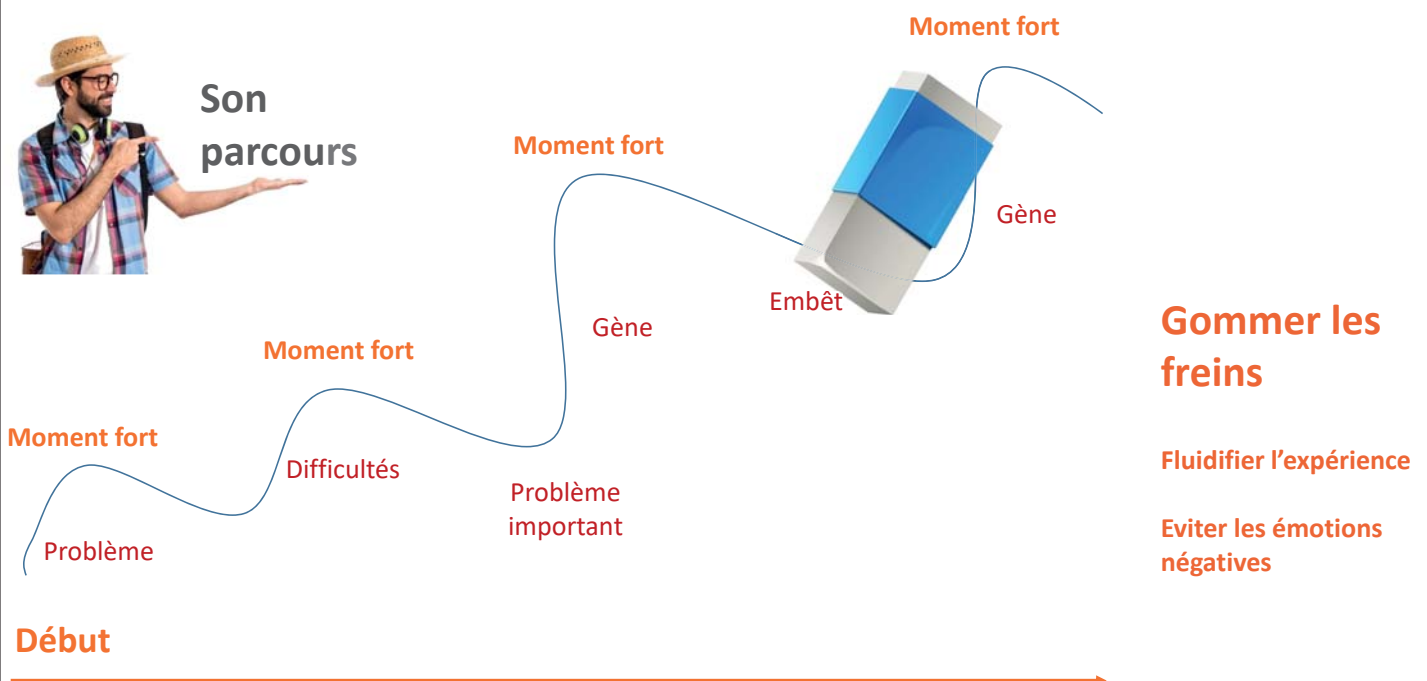 Moment fort
Son
parcours
Moment fort
Gène
Embêt
Gène
Moment fort
Moment fort
Difficultés
Problème
important
Problème
Début
Gommer les
freins
Fluidifier l’expérience
Eviter les émotions
négatives